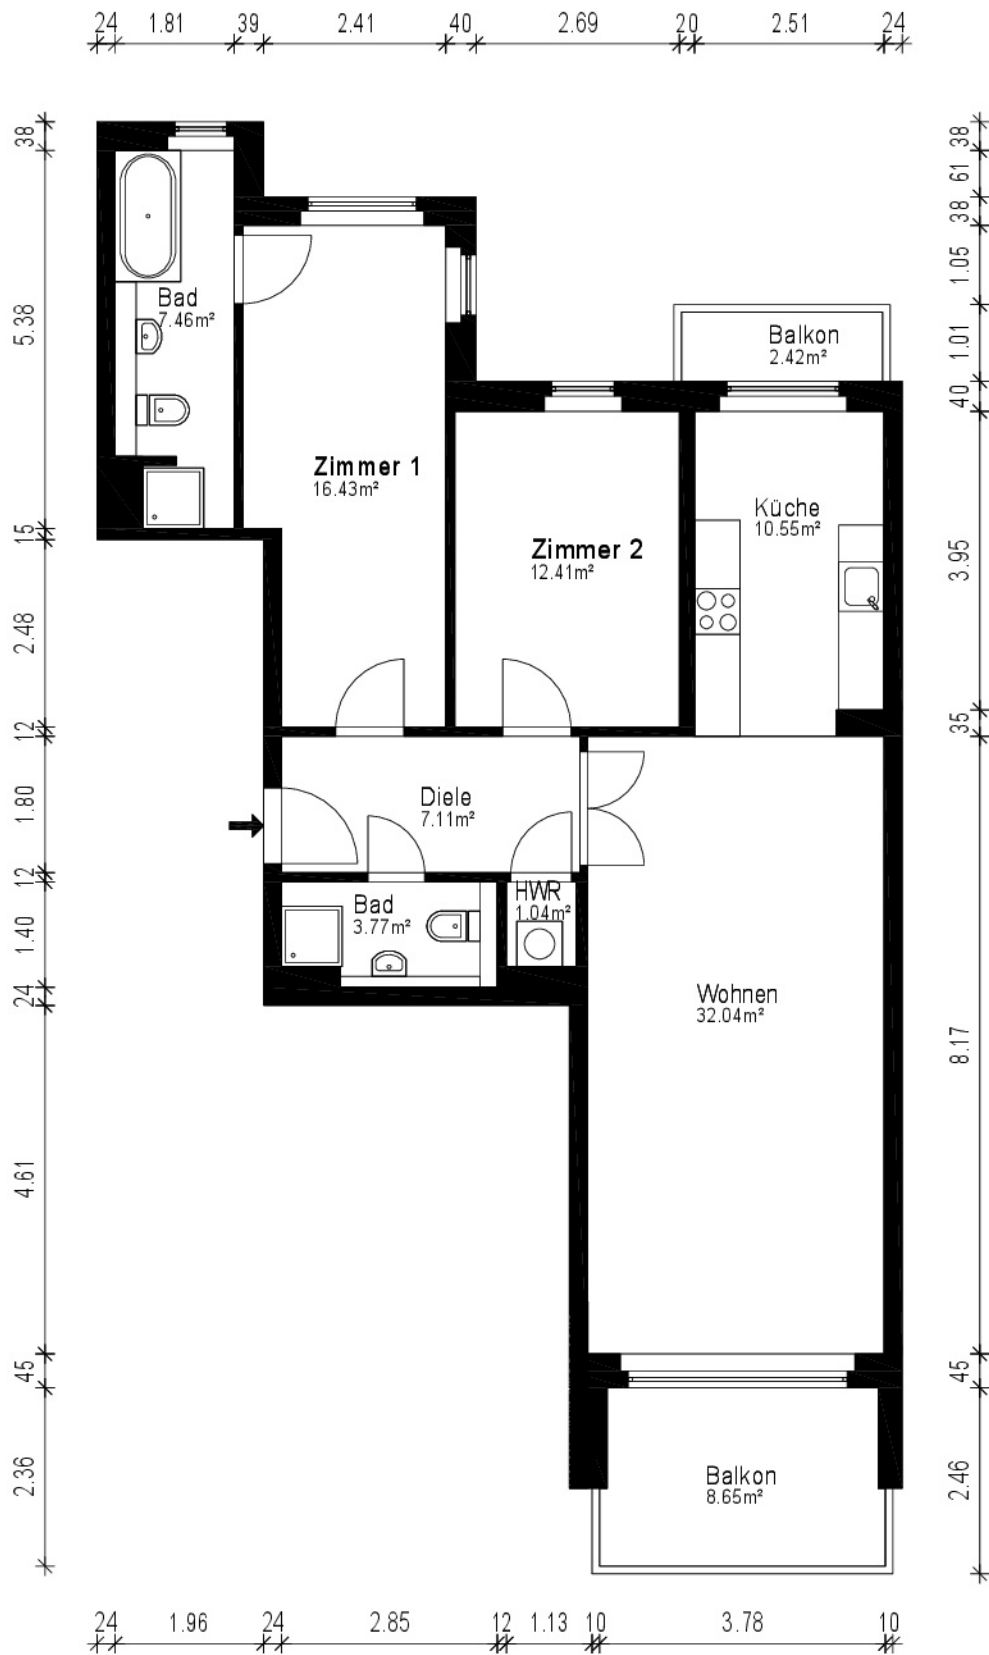 24 1.81 39 2.41 40 2.69 20 2.51 24
38
5.38
15
2.48
12
1.80
12
1.40
24
4.61
45
2.36
38
61
38
1.05
1.01
40
3.95
35
8.17
45
2.46
Bad
7.46m²
Balkon
2.42m²
Zimmer 1
16.43m²
Küche
10.55m²
Zimmer 2
12.41m²
Diele
7.11m²
Bad
3.77m²
HWR
1.04m²
Wohnen
32.04m²
Balkon
8.65m²
24 1.96 24 2.85 12 1.13 10 3.78 10